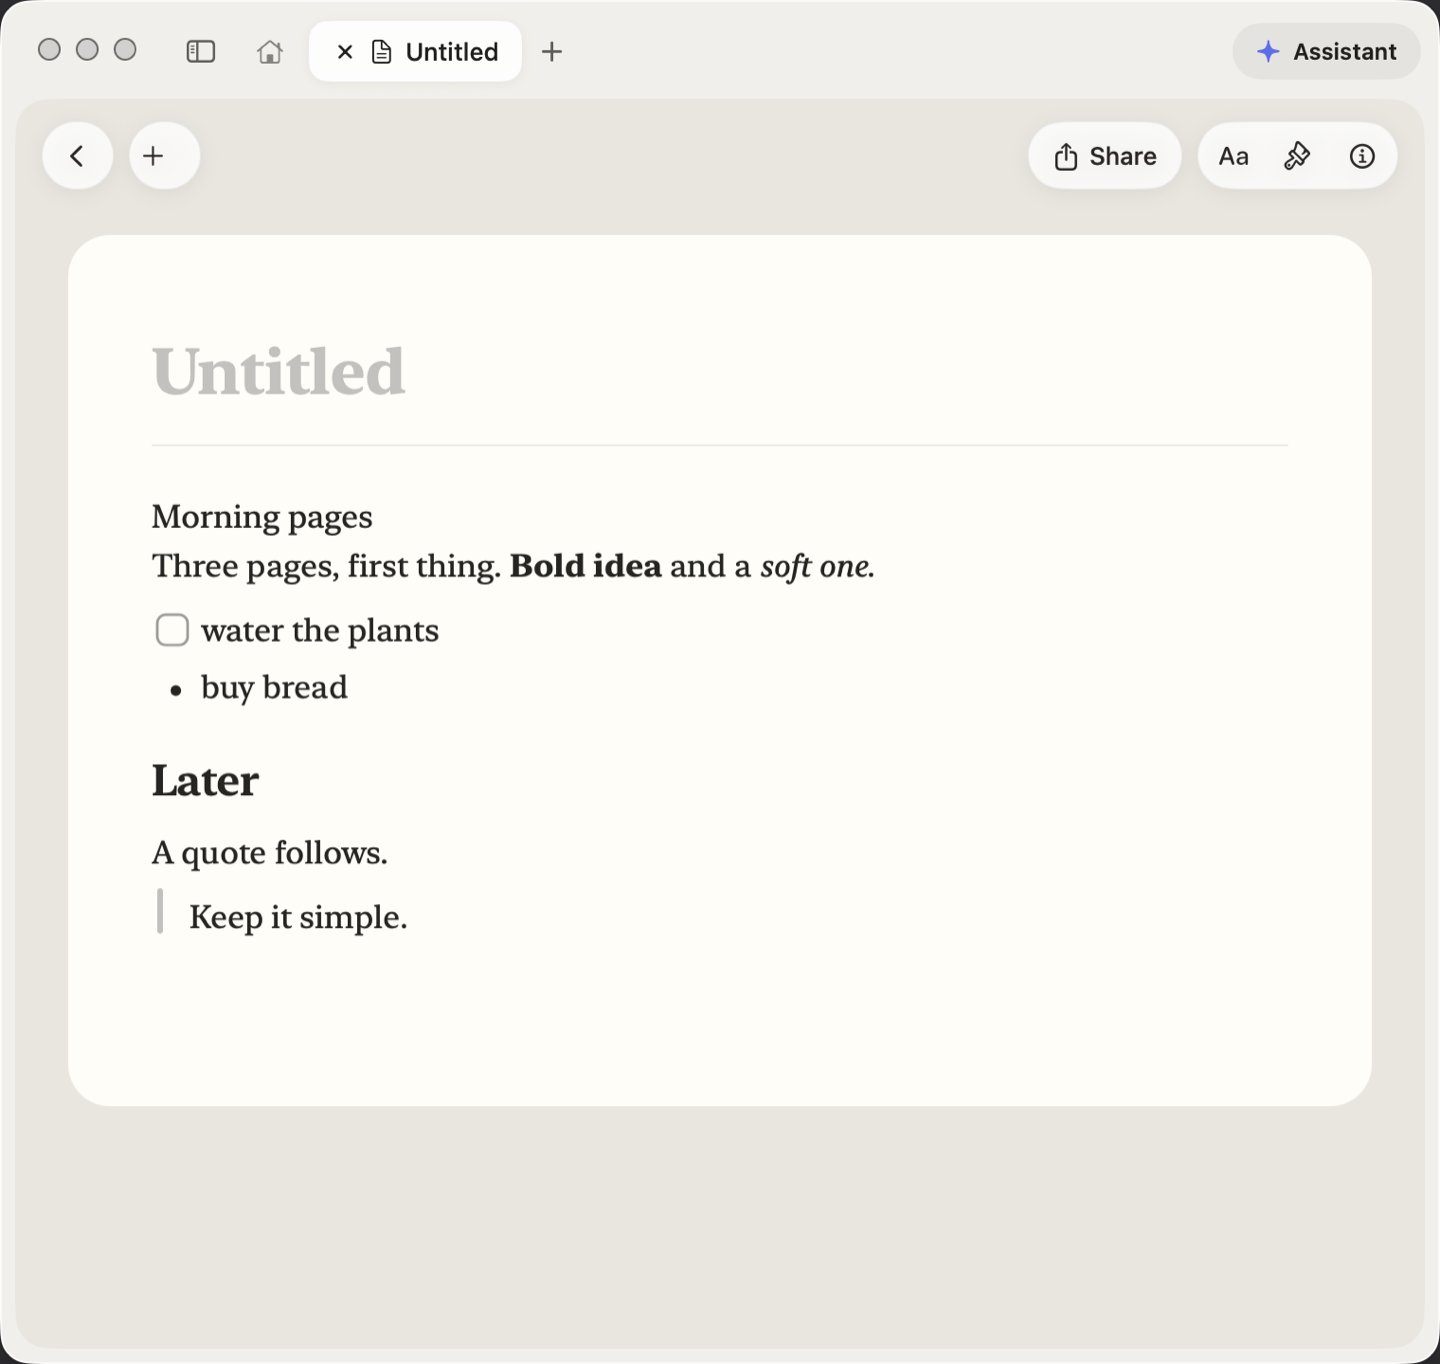 Untitled
Assistant
Share
Aa
Untitled
Morning pages
Three pages, first thing. Bold idea and a soft one.
water the plants
• buy bread
Later
A quote follows.
Keep it simple.